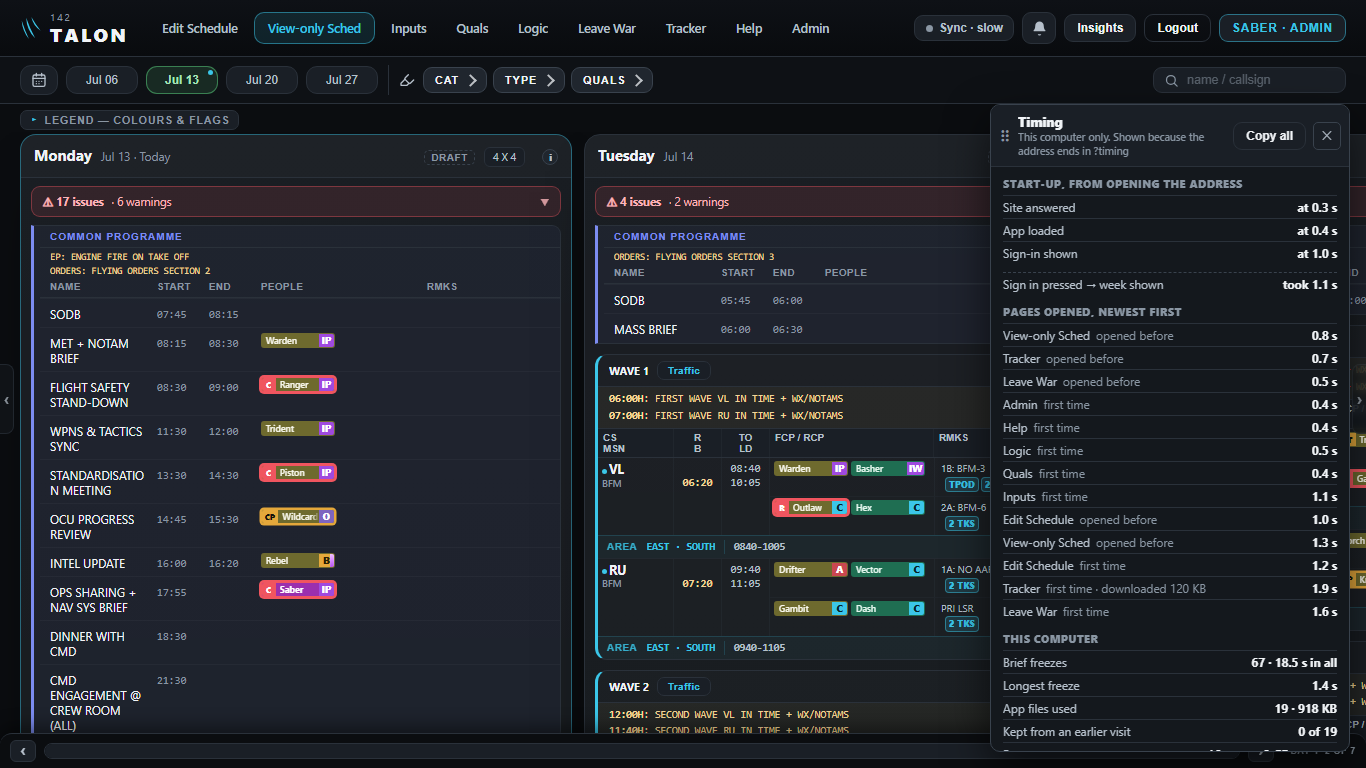 142
TALON
Edit Schedule
View-only Sched
Inputs
Quals
Logic
Leave War
Tracker
Help
Admin
Sync · slow
Insights
Logout
SABER · ADMIN
Jul 06
Jul 13
Jul 20
Jul 27
CAT
TYPE
QUALS
name / callsign
LEGEND — COLOURS & FLAGS
Monday Jul 13 · Today
DRAFT
4 X 4
i
17 issues · 6 warnings
COMMON PROGRAMME
EP: ENGINE FIRE ON TAKE OFF
ORDERS: FLYING ORDERS SECTION 2
NAME START END PEOPLE RMKS
SODB 07:45 08:15
MET + NOTAM BRIEF 08:15 08:30 Warden IP
FLIGHT SAFETY STAND-DOWN 08:30 09:00 C Ranger IP
WPNS & TACTICS SYNC 11:30 12:00 Trident IP
STANDARDISATIO
N MEETING 13:30 14:30 C Piston IP
OCU PROGRESS REVIEW 14:45 15:30 CP Wildcard O
INTEL UPDATE 16:00 16:20 Rebel B
OPS SHARING + NAV SYS BRIEF 17:55 C Saber IP
DINNER WITH CMD 18:30
CMD ENGAGEMENT @ CREW ROOM (ALL) 21:30
Tuesday Jul 14
4 issues · 2 warnings
COMMON PROGRAMME
ORDERS: FLYING ORDERS SECTION 3
NAME START END PEOPLE
SODB 05:45 06:00
MASS BRIEF 06:00 06:30
WAVE 1 Traffic
06:00H: FIRST WAVE VL IN TIME + WX/NOTAMS
07:00H: FIRST WAVE RU IN TIME + WX/NOTAMS
CS MSN R B TO LD FCP / RCP RMKS
VL BFM 06:20 08:40 10:05 Warden IP Basher IW 1B: BFM-3
TPOD 2
R Outlaw C Hex C 2A: BFM-6
2 TKS
AREA EAST · SOUTH 0840-1005
RU BFM 07:20 09:40 11:05 Drifter A Vector C 1A: NO AA
2 TKS
Gambit C Dash C PRI LSR
2 TKS
AREA EAST · SOUTH 0940-1105
WAVE 2 Traffic
12:00H: SECOND WAVE VL IN TIME + WX/NOTAMS
11:40H: SECOND WAVE RU IN TIME + WX/NOTAMS
Timing
This computer only. Shown because the
address ends in ?timing
Copy all
START-UP, FROM OPENING THE ADDRESS
Site answered at 0.3 s
App loaded at 0.4 s
Sign-in shown at 1.0 s
Sign in pressed → week shown took 1.1 s
PAGES OPENED, NEWEST FIRST
View-only Sched opened before 0.8 s
Tracker opened before 0.7 s
Leave War opened before 0.5 s
Admin first time 0.4 s
Help first time 0.4 s
Logic first time 0.5 s
Quals first time 0.4 s
Inputs first time 1.1 s
Edit Schedule opened before 1.0 s
View-only Sched opened before 1.3 s
Edit Schedule first time 1.2 s
Tracker first time · downloaded 120 KB 1.9 s
Leave War first time 1.6 s
THIS COMPUTER
Brief freezes 67 · 18.5 s in all
Longest freeze 1.4 s
App files used 19 · 918 KB
Kept from an earlier visit 0 of 19